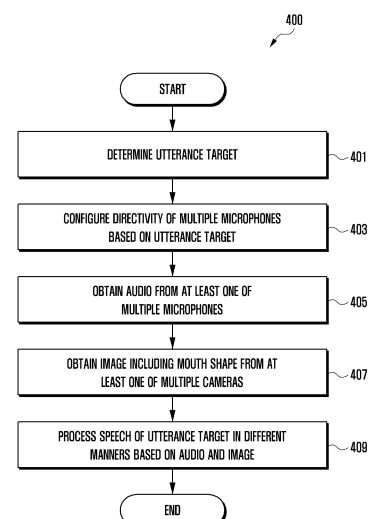 400
START
DETERMINE UTTERANCE TARGET
401
CONFIGURE DIRECTIVITY OF MULTIPLE MICROPHONES
BASED ON UTTERANCE TARGET
403
OBTAIN AUDIO FROM AT LEAST ONE OF
MULTIPLE MICROPHONES
405
OBTAIN IMAGE INCLUDING MOUTH SHAPE FROM AT
LEAST ONE OF MULTIPLE CAMERAS
407
PROCESS SPEECH OF UTTERANCE TARGET IN DIFFERENT
MANNERS BASED ON AUDIO AND IMAGE
409
END